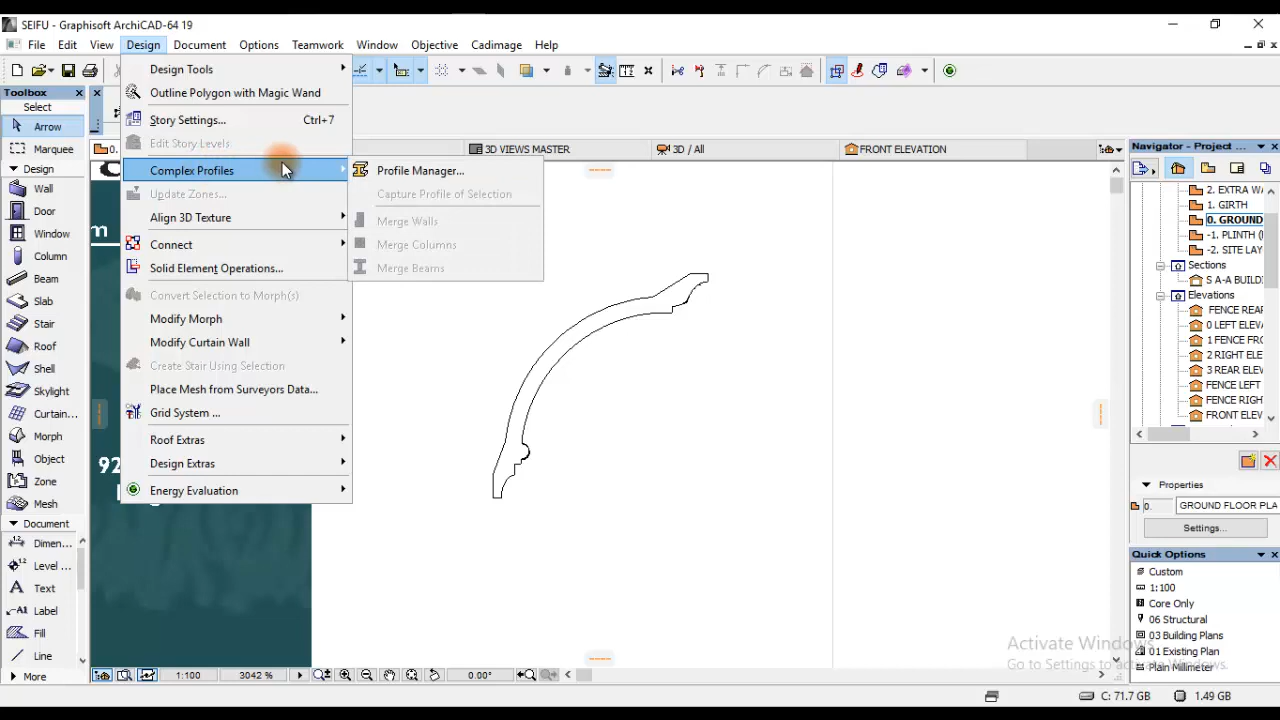 SEIFU - Graphisoft ArchiCAD-64 19
File Edit View Design Document Options Teamwork Window Objective Cadimage Help
Toolbox
Select
Arrow
Marquee
Design
Wall
Door
Window
Column
Beam
Slab
Stair
Roof
Shell
Skylight
Curtain...
Morph
Object
Zone
Mesh
Document
Dimen...
Level ...
Text
Label
Fill
Line
More
Design Tools
Outline Polygon with Magic Wand
Story Settings... Ctrl+7
Edit Story Levels
Complex Profiles
Update Zones...
Align 3D Texture
Connect
Solid Element Operations...
Convert Selection to Morph(s)
Modify Morph
Modify Curtain Wall
Create Stair Using Selection
Place Mesh from Surveyors Data...
Grid System ...
Roof Extras
Design Extras
Energy Evaluation
Profile Manager...
Capture Profile of Selection
Merge Walls
Merge Columns
Merge Beams
0.
3D VIEWS MASTER
3D / All
FRONT ELEVATION
m
92
Navigator - Project ...
2. EXTRA W
1. GIRTH
0. GROUND
-1. PLINTH (
-2. SITE LAY
Sections
S A-A BUILD
Elevations
FENCE REAR
0 LEFT ELEV
1 FENCE FR
2 RIGHT ELE
3 REAR ELE
FENCE LEFT
FENCE RIGH
FRONT ELEV
Properties
0. GROUND FLOOR PLA
Settings...
Quick Options
Custom
1:100
Core Only
06 Structural
03 Building Plans
01 Existing Plan
Plain Millimeter
Activate Windows
Go to Settings to activate Windows.
1:100 3042 % 0.00°
C: 71.7 GB 1.49 GB